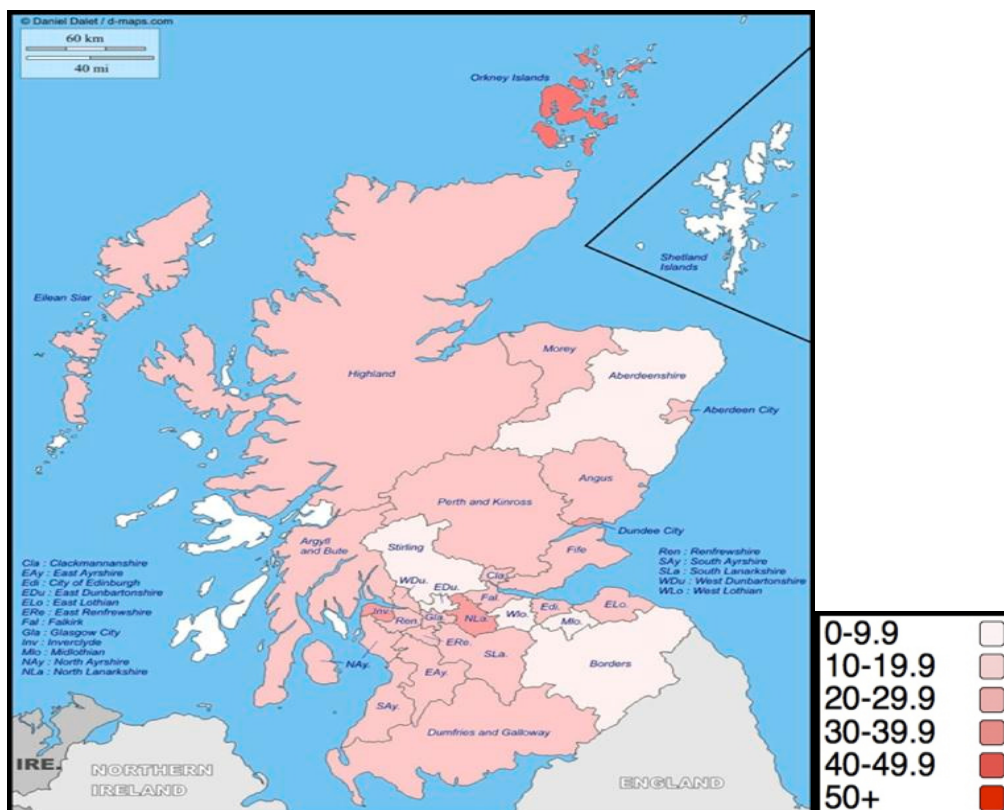 © Daniel Dalet / d-maps.com
60 km
40 mi
Orkney Islands
Shetland
Islands
Eilean Siar
Highland
Morey
Aberdeenshire
Aberdeen City
Angus
Perth and Kinross
Dundee City
Argyll
and Bute
Stirling
Fife
Cla.
WDu.
EDu.
Fal.
Inv.
Ren.
Gla.
NLa.
Wlo.
Edi.
Mlo.
ELo.
ERe.
SLa.
NAy.
EAy.
SAy.
Borders
Dumfries and Galloway
Cla : Clackmannanshire
EAy : East Ayrshire
Edi : City of Edinburgh
EDu : East Dunbartonshire
ELo : East Lothian
ERe : East Renfrewshire
Fal : Falkirk
Gla : Glasgow City
Inv : Inverclyde
Mlo : Midlothian
NAy : North Ayrshire
NLa : North Lanarkshire
Ren : Renfrewshire
SAy : South Ayrshire
SLa : South Lanarkshire
WDu : West Dunbartonshire
WLo : West Lothian
IRE.
NORTHERN
IRELAND
ENGLAND
0-9.9
10-19.9
20-29.9
30-39.9
40-49.9
50+